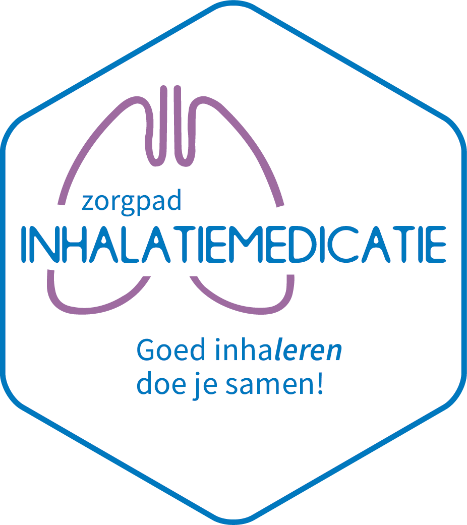 zorgpad
INHALATIEMEDICATIE
Goed inhaleren
doe je samen!